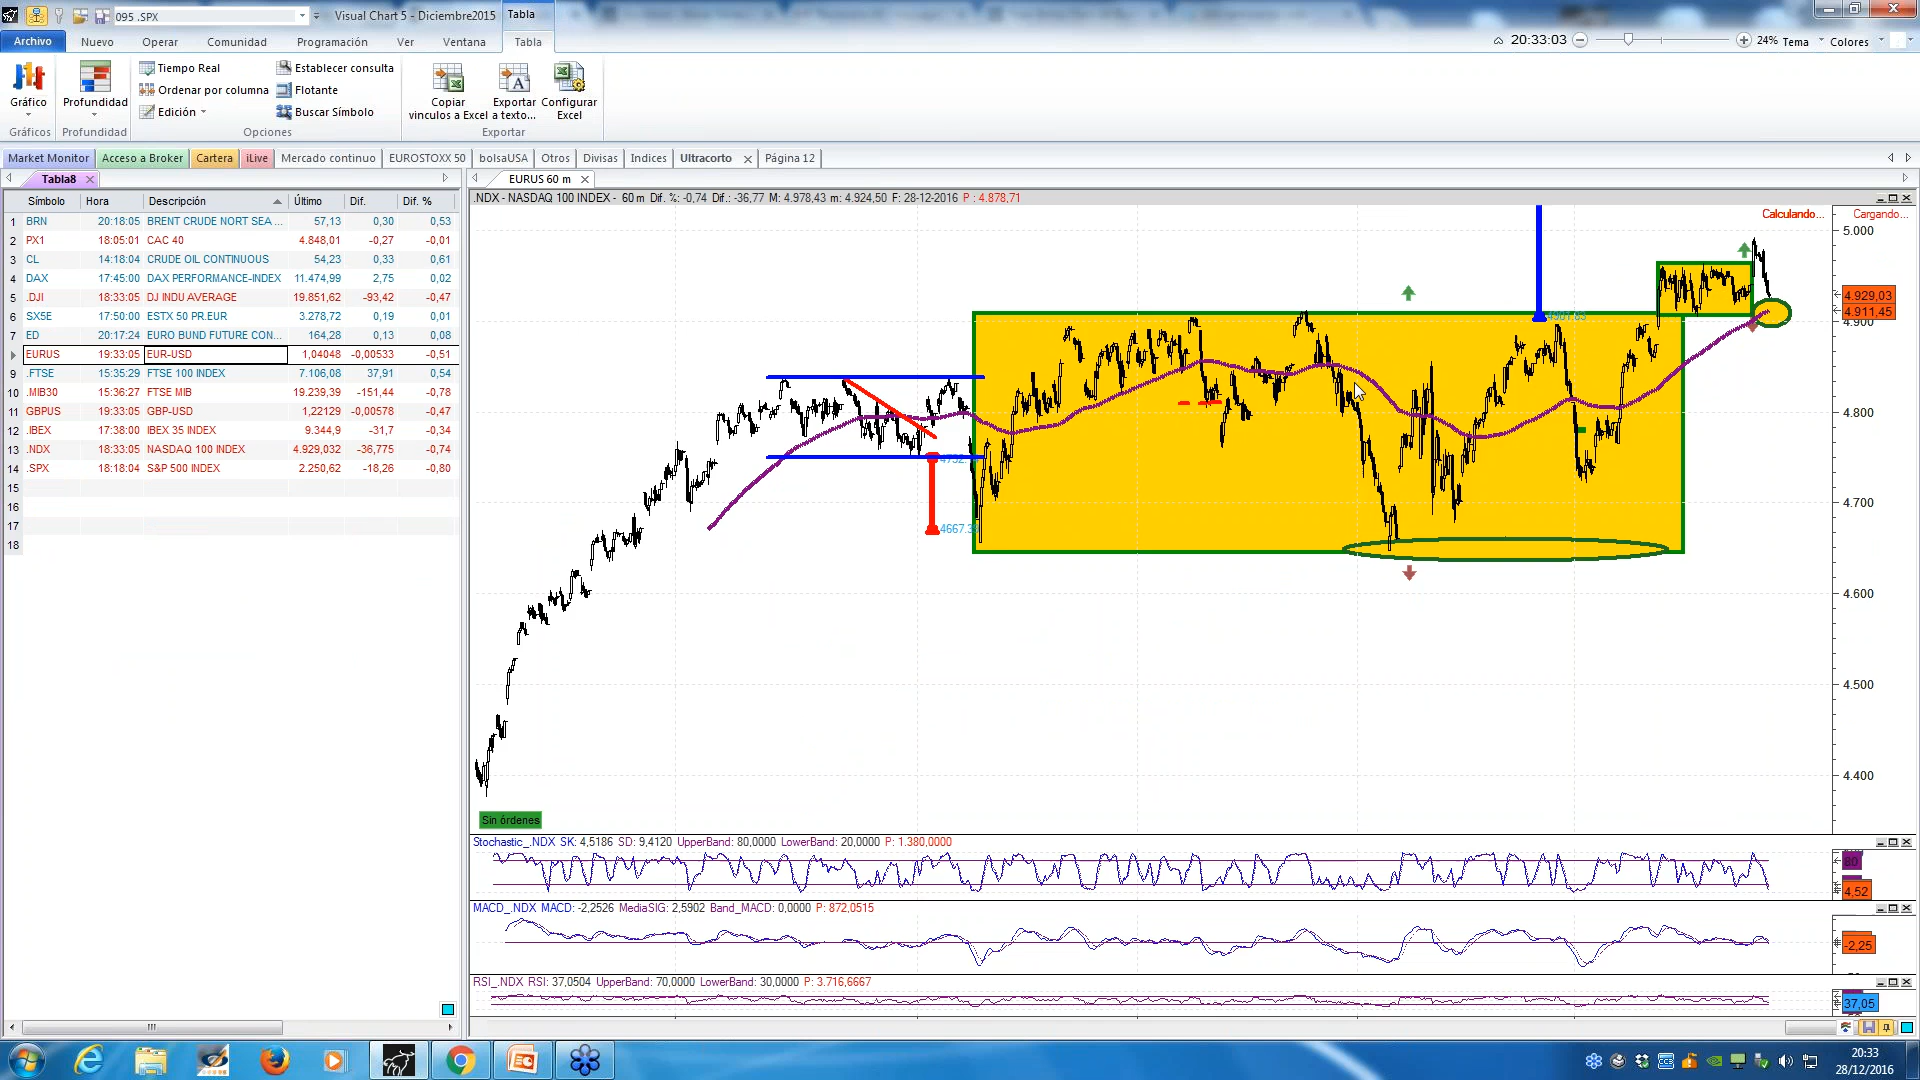 095 .SPX
Visual Chart 5 - Diciembre2015
Tabla
Archivo Nuevo Operar Comunidad Programación Ver Ventana Tabla
20:33:03 24% Tema Colores
Gráfico
Profundidad
Tiempo Real
Ordenar por columna
Edición
Establecer consulta
Flotante
Buscar Símbolo
Copiar vinculos a Excel
Exportar a texto...
Configurar Excel
Gráficos Profundidad Opciones Exportar
Market Monitor Acceso a Broker Cartera iLive Mercado continuo EUROSTOXX 50 bolsaUSA Otros Divisas Indices Ultracorto Página 12
Tabla8
Símbolo Hora Descripción Último Dif. Dif. %
1 BRN 20:18:05 BRENT CRUDE NORT SEA ... 57,13 0,30 0,53
2 PX1 18:05:01 CAC 40 4.848,01 -0,27 -0,01
3 CL 14:18:04 CRUDE OIL CONTINUOUS 54,23 0,33 0,61
4 DAX 17:45:00 DAX PERFORMANCE-INDEX 11.474,99 2,75 0,02
5 .DJI 18:33:05 DJ INDU AVERAGE 19.851,62 -93,42 -0,47
6 SX5E 17:50:00 ESTX 50 PR.EUR 3.278,72 0,19 0,01
7 ED 20:17:24 EURO BUND FUTURE CON... 164,28 0,13 0,08
EURUS 19:33:05 EUR-USD 1,04048 -0,00533 -0,51
9 .FTSE 15:35:29 FTSE 100 INDEX 7.106,08 37,91 0,54
10 .MIB30 15:36:27 FTSE MIB 19.239,39 -151,44 -0,78
11 GBPUS 19:33:05 GBP-USD 1,22129 -0,00578 -0,47
12 .IBEX 17:38:00 IBEX 35 INDEX 9.344,9 -31,7 -0,34
13 .NDX 18:33:05 NASDAQ 100 INDEX 4.929,032 -36,775 -0,74
14 .SPX 18:18:04 S&P 500 INDEX 2.250,62 -18,26 -0,80
15
16
17
18
EURUS 60 m
.NDX - NASDAQ 100 INDEX - 60 m Dif. %: -0,74 Dif.: -36,77 M: 4.978,43 m: 4.924,50 F: 28-12-2016 P : 4.878,71
Calculando... Cargando...
5.000
4.929,03
4.911,45
4.900
4.800
4.700
4.600
4.500
4.400
Sin órdenes
Stochastic_.NDX SK: 4,5186 SD: 9,4120 UpperBand: 80,0000 LowerBand: 20,0000 P: 1.380,0000
80
4,52
MACD_.NDX MACD: -2,2526 MediaSIG: 2,5902 Band_MACD: 0,0000 P: 872,0515
-2,25
RSI_.NDX RSI: 37,0504 UpperBand: 70,0000 LowerBand: 30,0000 P: 3.716,6667
37,05
20:33
28/12/2016